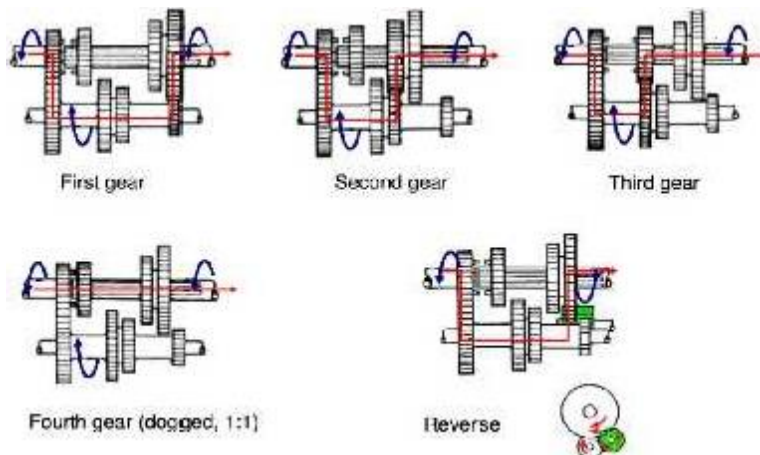 First gear
Second gear
Third gear
Fourth gear (dogged, 1:1)
Reverse